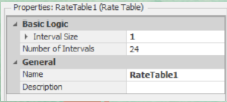 Properties: RateTable1 (Rate Table)
Basic Logic
Interval Size 1
Number of Intervals 24
General
Name RateTable1
Description